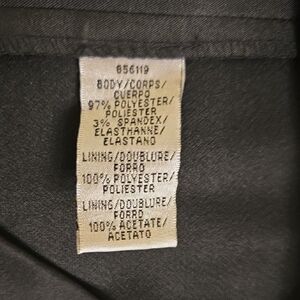 856119
BODY/CORPS/
CUERPO
97% POLYESTER/
POLIESTER
3% SPANDEX/
ELASTHANNE/
ELASTANO
LINING/DOUBLURE/
FORRO
100% POLYESTER/
POLIESTER
LINING/DOUBLURE/
FORRO
100% ACETATE/
ACETATO